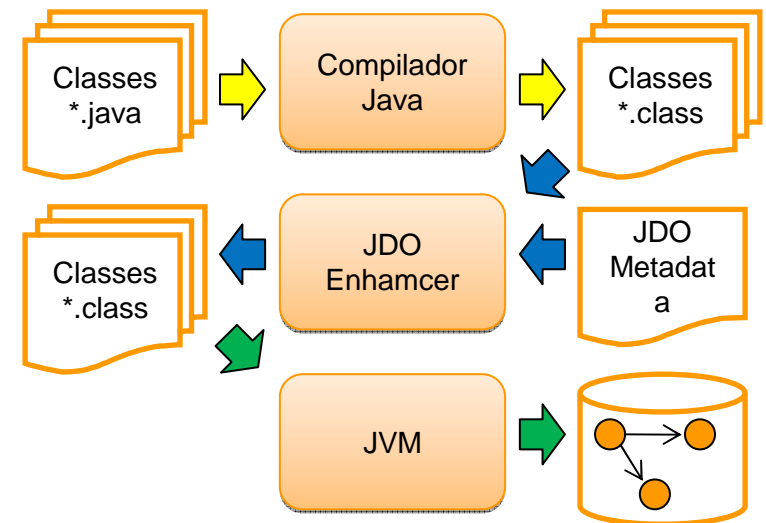 Classes
*.java
Compilador
Java
Classes
*.class
Classes
*.class
JDO
Enhamcer
JDO
Metadat
a
JVM